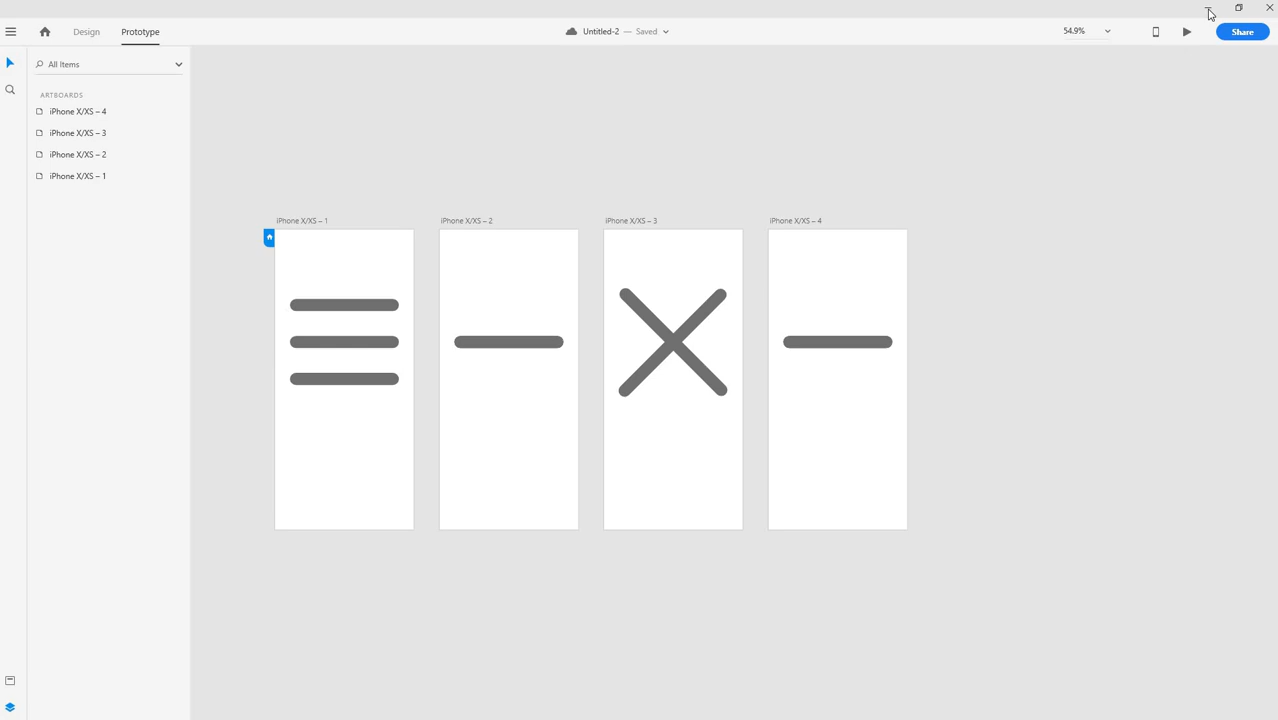 Design
Prototype
Untitled-2 — Saved
54.9%
Share
All Items
ARTBOARDS
iPhone X/XS – 4
iPhone X/XS – 3
iPhone X/XS – 2
iPhone X/XS – 1
iPhone X/XS – 1
iPhone X/XS – 2
iPhone X/XS – 3
iPhone X/XS – 4